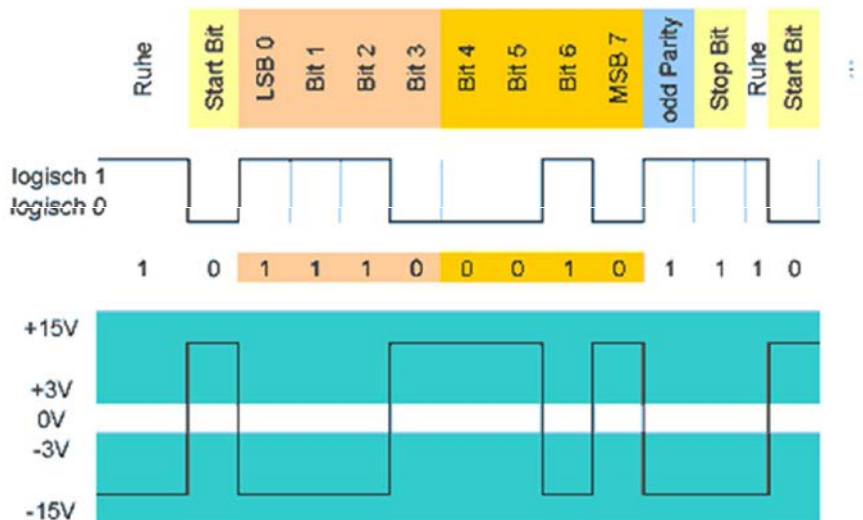 Ruhe Start Bit LSB 0 Bit 1 Bit 2 Bit 3 Bit 4 Bit 5 Bit 6 MSB 7 odd Parity Stop Bit Ruhe Start Bit ...
logisch 1
logisch 0
1 0 1 1 1 0 0 0 1 0 1 1 1 0
+15V
+3V
0V
-3V
-15V